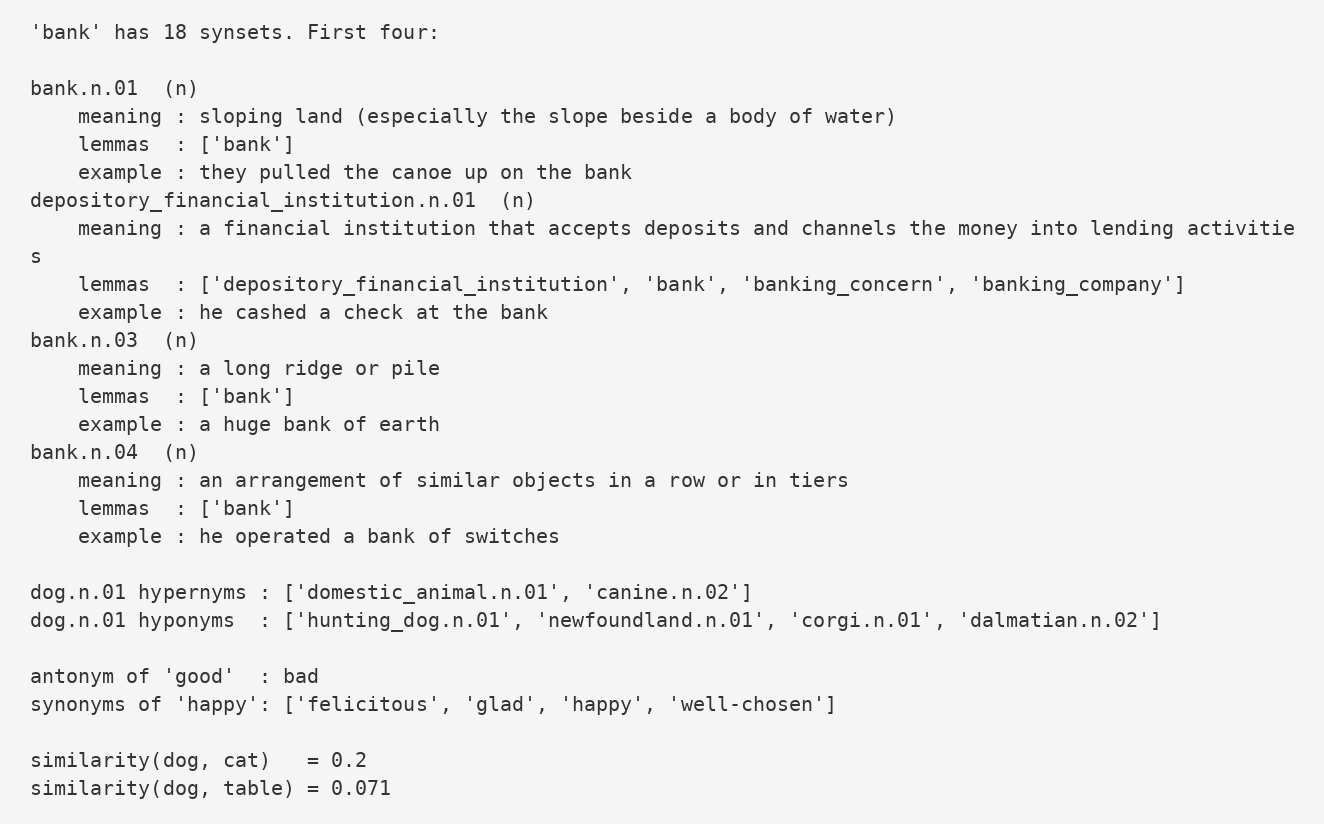 'bank' has 18 synsets. First four:
bank.n.01  (n)
    meaning : sloping land (especially the slope beside a body of water)
    lemmas  : ['bank']
    example : they pulled the canoe up on the bank
depository_financial_institution.n.01  (n)
    meaning : a financial institution that accepts deposits and channels the money into lending activitie
s
    lemmas  : ['depository_financial_institution', 'bank', 'banking_concern', 'banking_company']
    example : he cashed a check at the bank
bank.n.03  (n)
    meaning : a long ridge or pile
    lemmas  : ['bank']
    example : a huge bank of earth
bank.n.04  (n)
    meaning : an arrangement of similar objects in a row or in tiers
    lemmas  : ['bank']
    example : he operated a bank of switches
dog.n.01 hypernyms : ['domestic_animal.n.01', 'canine.n.02']
dog.n.01 hyponyms  : ['hunting_dog.n.01', 'newfoundland.n.01', 'corgi.n.01', 'dalmatian.n.02']
antonym of 'good'  : bad
synonyms of 'happy': ['felicitous', 'glad', 'happy', 'well-chosen']
similarity(dog, cat)   = 0.2
similarity(dog, table) = 0.071